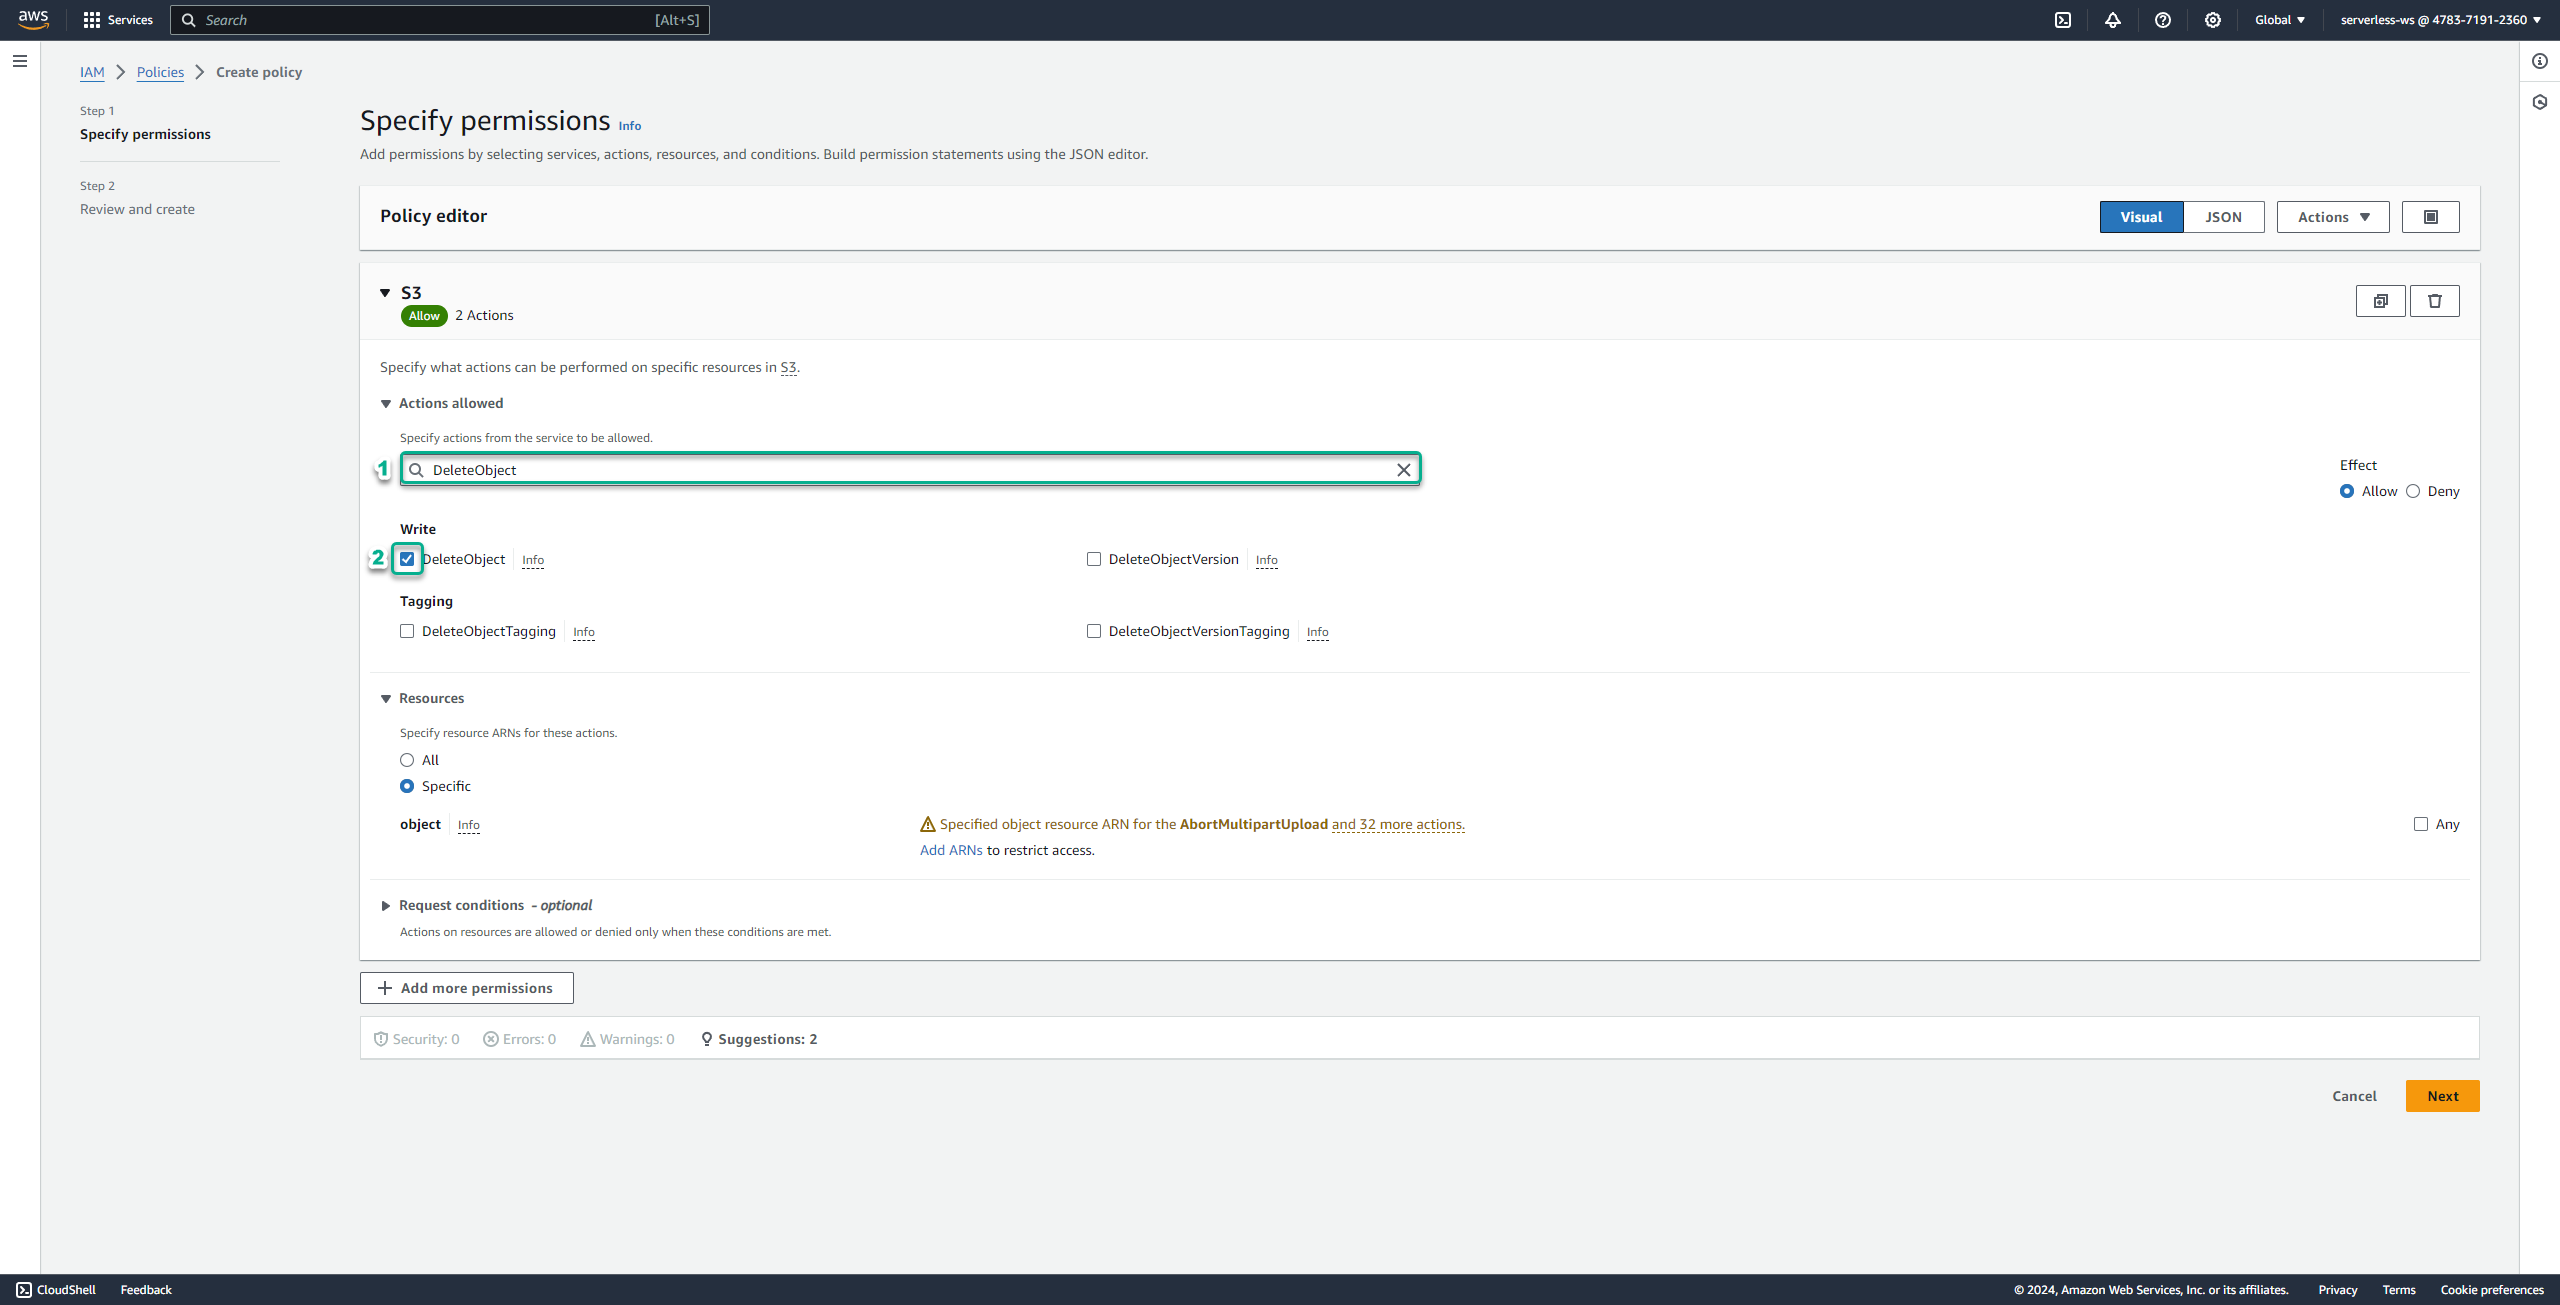 aws
Services
Search
[Alt+S]
Global
serverless-ws @ 4783-7191-2360
IAM
Policies
Create policy
Step 1
Specify permissions
Step 2
Review and create
Specify permissions
Info
Add permissions by selecting services, actions, resources, and conditions. Build permission statements using the JSON editor.
Policy editor
Visual
JSON
Actions
S3
Allow
2 Actions
Specify what actions can be performed on specific resources in S3.
Actions allowed
Specify actions from the service to be allowed.
1
DeleteObject
Effect
Allow
Deny
Write
2
DeleteObject
Info
DeleteObjectVersion
Info
Tagging
DeleteObjectTagging
Info
DeleteObjectVersionTagging
Info
Resources
Specify resource ARNs for these actions.
All
Specific
object
Info
Specified object resource ARN for the AbortMultipartUpload and 32 more actions.
Any
Add ARNs to restrict access.
Request conditions - optional
Actions on resources are allowed or denied only when these conditions are met.
Add more permissions
Security: 0
Errors: 0
Warnings: 0
Suggestions: 2
Cancel
Next
CloudShell
Feedback
© 2024, Amazon Web Services, Inc. or its affiliates.
Privacy
Terms
Cookie preferences